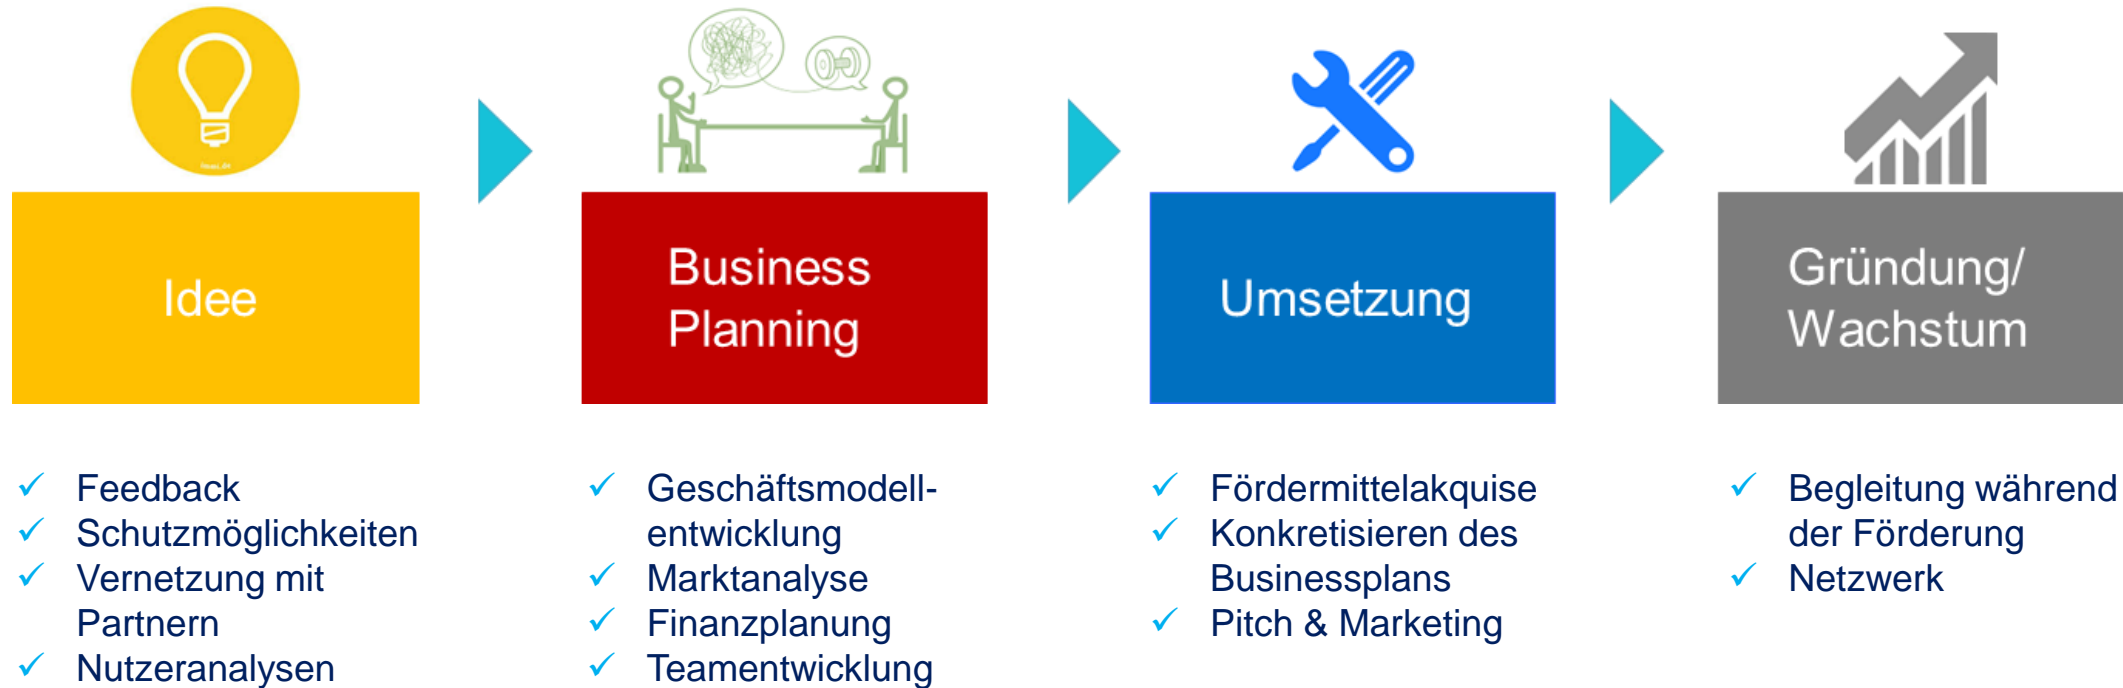 Idee
Business
Planning
Umsetzung
Gründung/
Wachstum
Feedback
Schutzmöglichkeiten
Vernetzung mit
Partnern
Nutzeranalysen
Geschäftsmodell-
entwicklung
Marktanalyse
Finanzplanung
Teamentwicklung
Fördermittelakquise
Konkretisieren des
Businessplans
Pitch & Marketing
Begleitung während
der Förderung
Netzwerk